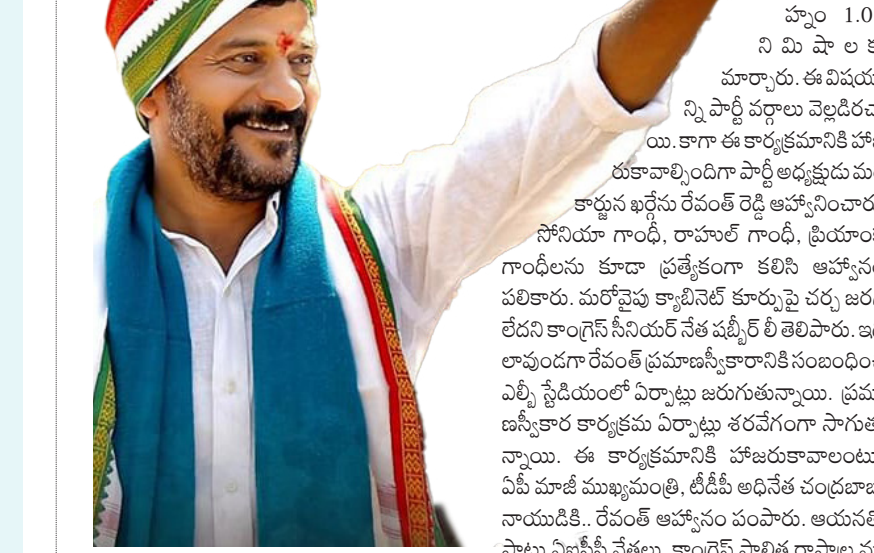 హ్నం 1.0
ని మి షా ల క
మార్చారు. ఈ విషయ
న్ని పార్టీ వర్గాలు వెల్లడిరచ
యి. కాగా ఈ కార్యక్రమానికి హా
రుకావాల్సిందిగా పార్టీ అధ్యక్షుడు మ
కార్జున ఖర్గేను రేవంత్ రెడ్డి ఆహ్వానించారు
సోనియా గాంధీ, రాహుల్ గాంధీ, ప్రియాం
గాంధీలను కూడా ప్రత్యేకంగా కలిసి ఆహ్వానం
పలికారు. మరోవైపు క్యాబినెట్ కూర్పుపై చర్చ జర
లేదని కాంగ్రెస్ సీనియర్ నేత షబ్బీర్ లీ తెలిపారు. ఇ
లావుండగా రేవంత్ ప్రమాణస్వీకారానికి సంబంధించ
ఎల్బీ స్టేడియంలో ఏర్పాట్లు జరుగుతున్నాయి. ప్రమ
ణస్వీకార కార్యక్రమ ఏర్పాట్లు శరవేగంగా సాగుత
న్నాయి. ఈ కార్యక్రమానికి హాజరుకావాలంటు
ఏపీ మాజీ ముఖ్యమంత్రి, టీడీపీ అధినేత చంద్రబాబ
నాయుడికి.. రేవంత్ ఆహ్వానం పంపారు. ఆయనత